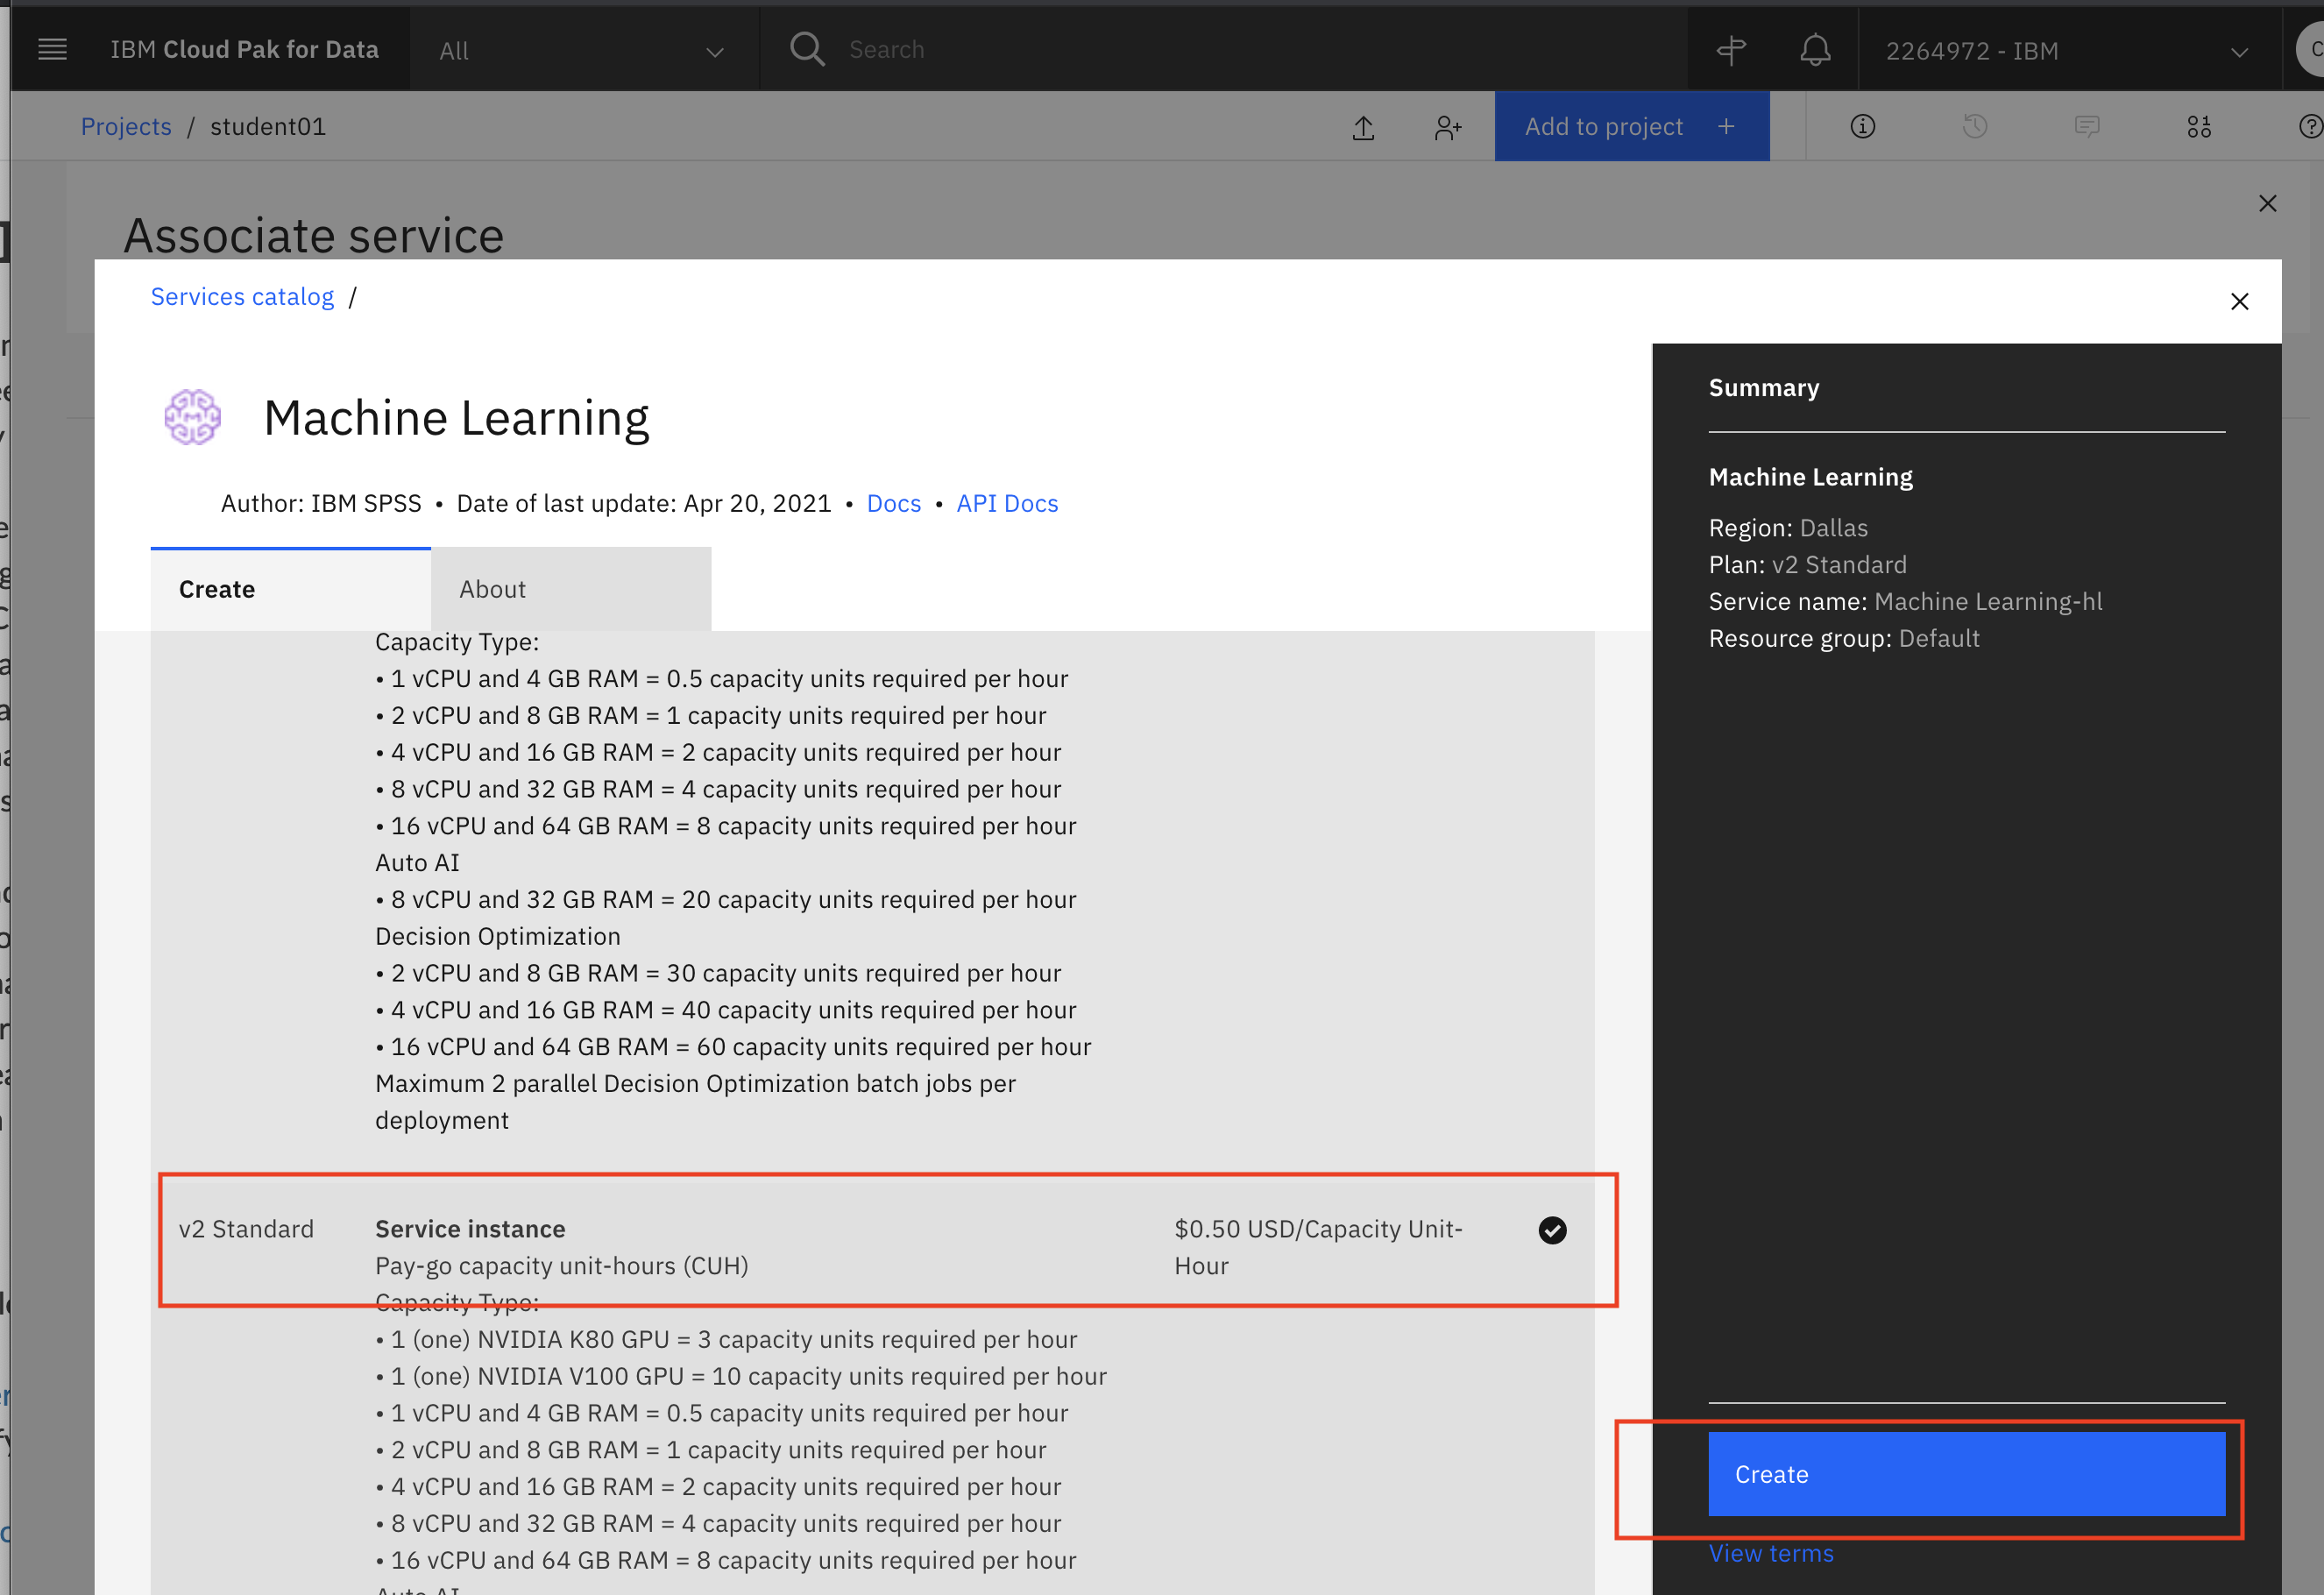 IBM Cloud Pak for Data
All
Search
2264972 - IBM
Projects / student01
Add to project +
Associate service
Services catalog /
Machine Learning
Author: IBM SPSS • Date of last update: Apr 20, 2021 • Docs • API Docs
Create
About
Capacity Type:
• 1 vCPU and 4 GB RAM = 0.5 capacity units required per hour
• 2 vCPU and 8 GB RAM = 1 capacity units required per hour
• 4 vCPU and 16 GB RAM = 2 capacity units required per hour
• 8 vCPU and 32 GB RAM = 4 capacity units required per hour
• 16 vCPU and 64 GB RAM = 8 capacity units required per hour
Auto AI
• 8 vCPU and 32 GB RAM = 20 capacity units required per hour
Decision Optimization
• 2 vCPU and 8 GB RAM = 30 capacity units required per hour
• 4 vCPU and 16 GB RAM = 40 capacity units required per hour
• 16 vCPU and 64 GB RAM = 60 capacity units required per hour
Maximum 2 parallel Decision Optimization batch jobs per
deployment
v2 Standard
Service instance
Pay-go capacity unit-hours (CUH)
$0.50 USD/Capacity Unit-
Hour
Capacity Type:
• 1 (one) NVIDIA K80 GPU = 3 capacity units required per hour
• 1 (one) NVIDIA V100 GPU = 10 capacity units required per hour
• 1 vCPU and 4 GB RAM = 0.5 capacity units required per hour
• 2 vCPU and 8 GB RAM = 1 capacity units required per hour
• 4 vCPU and 16 GB RAM = 2 capacity units required per hour
• 8 vCPU and 32 GB RAM = 4 capacity units required per hour
• 16 vCPU and 64 GB RAM = 8 capacity units required per hour
Auto AI
Summary
Machine Learning
Region: Dallas
Plan: v2 Standard
Service name: Machine Learning-hl
Resource group: Default
Create
View terms